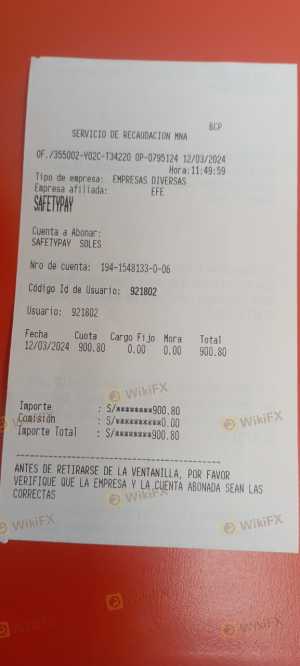 BCP
SERVICIO DE RECAUDACION MNA
OF./355002-Y02C-T34220 OP-0795124 12/03/2024
Hora:11:49:59
Tipo de empresa: EMPRESAS DIVERSAS
Empresa afiliada: EFE
SAFETYPAY
Cuenta a Abonar:
SAFETYPAY SOLES
Nro de cuenta: 194-1548133-0-06
Código Id de Usuario: 921802
Usuario: 921802
Fecha Cuota Cargo Fijo Mora Total
12/03/2024 900.80 0.00 0.00 900.80
WikiFX
Importe : S/********900.80
WikiFX
Comisión : S/**********0.00
Importe Total : S/********900.80
ANTES DE RETIRARSE DE LA VENTANILLA, POR FAVOR
VERIFIQUE QUE LA EMPRESA Y LA CUENTA ABONADA SEAN LAS
CORRECTAS
WikiFX
WikiFX
WikiFX
WikiFX
WikiFX
WikiFX